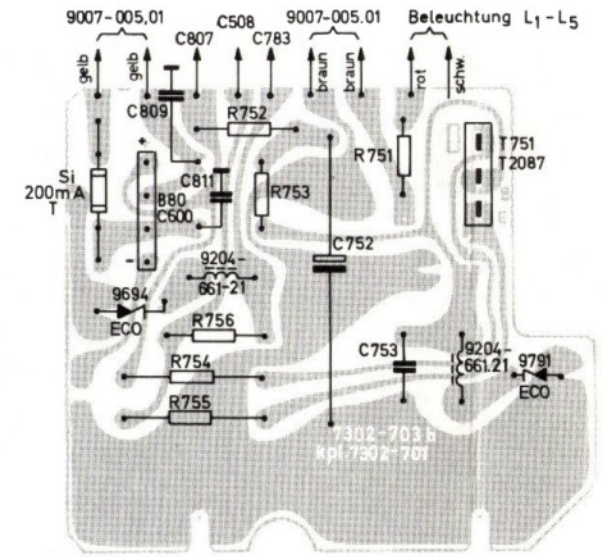 9007-005.01 C807 C508 C783 9007-005.01 Beleuchtung L1-L5
gelb gelb braun braun rot schw.
C809
R752
R751
T751
T2087
+
Si
200mA
T
B80
C600
C811
R753
C752
-
9204-
661-21
9694
ECO
R756
R754
R755
C753
9204-
661.21
9791
ECO
7302-703b
kpl.7302-701